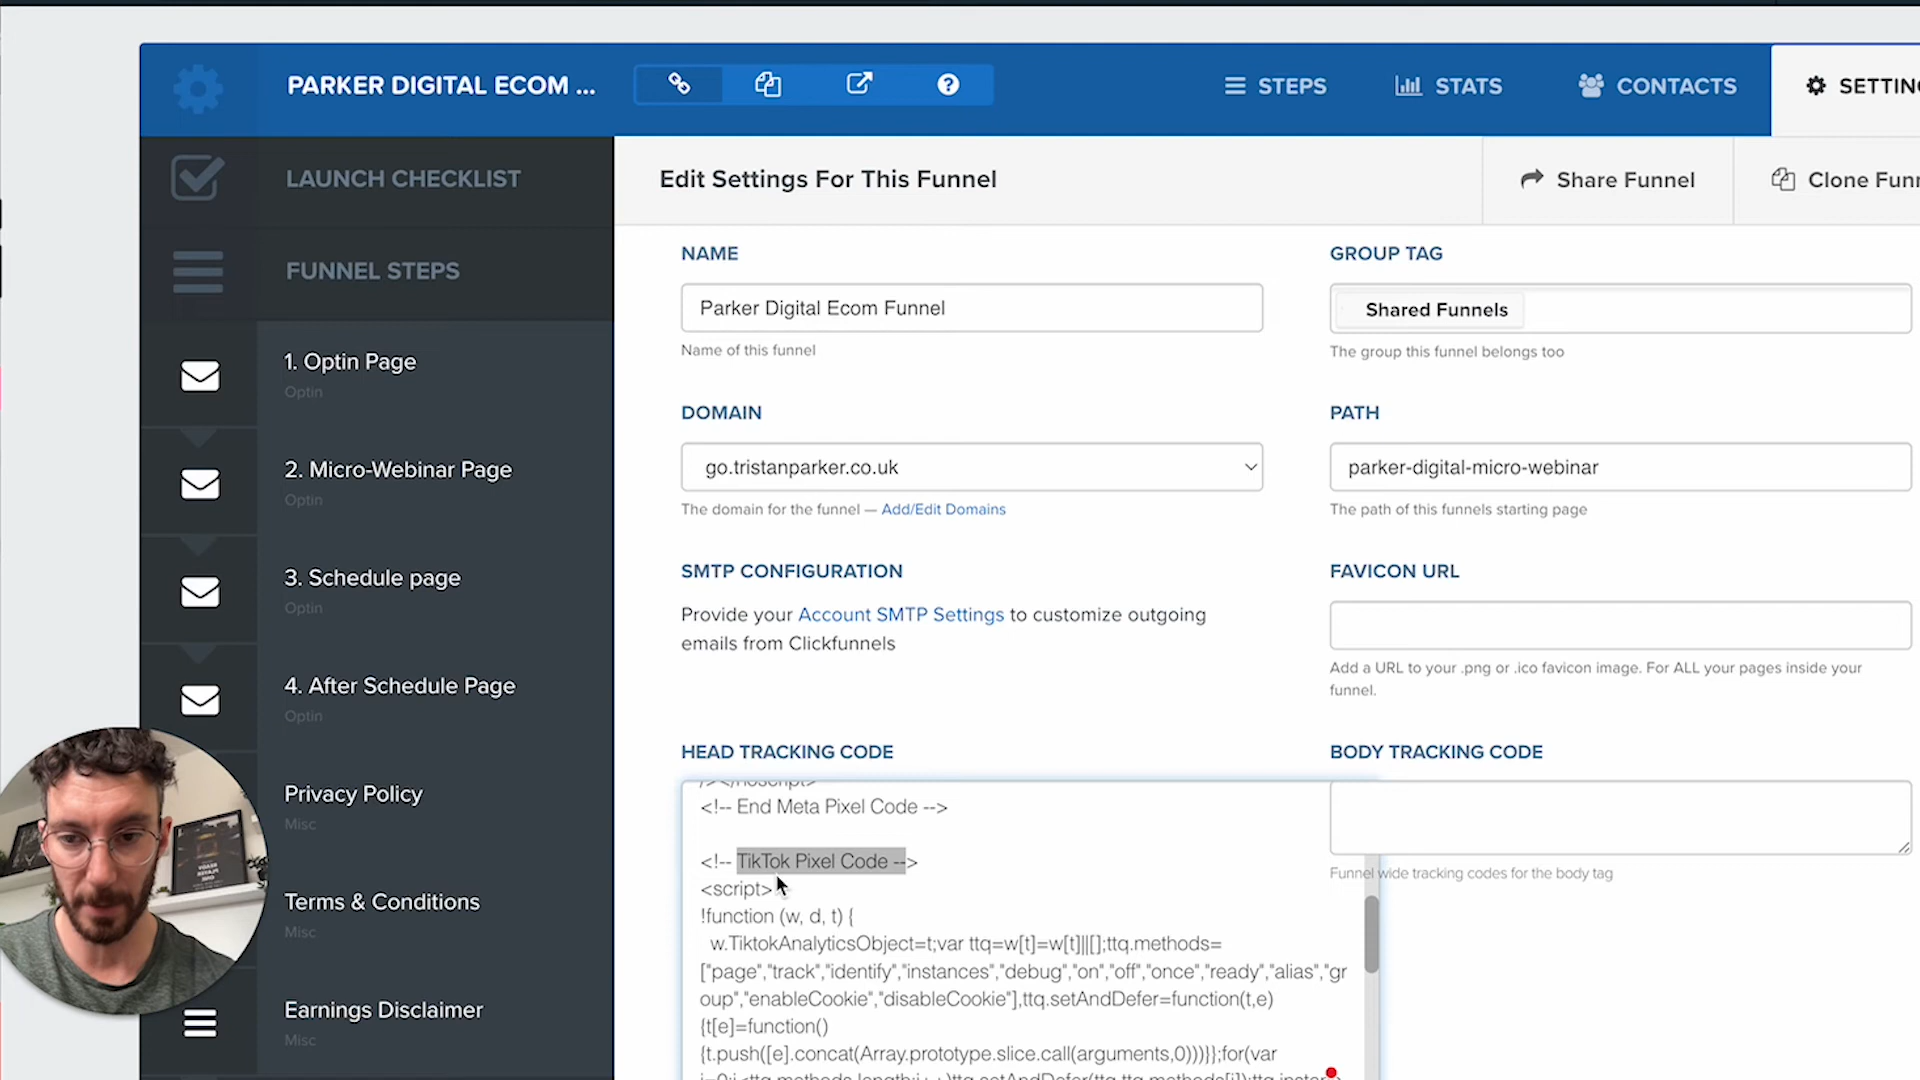 PARKER DIGITAL ECOM ...
STEPS
STATS
CONTACTS
SETTIN
LAUNCH CHECKLIST
FUNNEL STEPS
1. Optin Page
Optin
2. Micro-Webinar Page
Optin
3. Schedule page
Optin
4. After Schedule Page
Optin
Privacy Policy
Misc
Terms & Conditions
Misc
Earnings Disclaimer
Misc
Edit Settings For This Funnel
Share Funnel
Clone Funn
NAME
Parker Digital Ecom Funnel
Name of this funnel
GROUP TAG
Shared Funnels
The group this funnel belongs too
DOMAIN
go.tristanparker.co.uk
The domain for the funnel — Add/Edit Domains
PATH
parker-digital-micro-webinar
The path of this funnels starting page
SMTP CONFIGURATION
Provide your Account SMTP Settings to customize outgoing
emails from Clickfunnels
FAVICON URL
Add a URL to your .png or .ico favicon image. For ALL your pages inside your
funnel.
HEAD TRACKING CODE
/></noscript>
<!-- End Meta Pixel Code -->
<!-- TikTok Pixel Code -->
<script>
!function (w, d, t) {
w.TiktokAnalyticsObject=t;var ttq=w[t]=w[t]||[];ttq.methods=
["page","track","identify","instances","debug","on","off","once","ready","alias","gr
oup","enableCookie","disableCookie"],ttq.setAndDefer=function(t,e)
{t[e]=function()
{t.push([e].concat(Array.prototype.slice.call(arguments,0)))}};for(var
BODY TRACKING CODE
Funnel wide tracking codes for the body tag